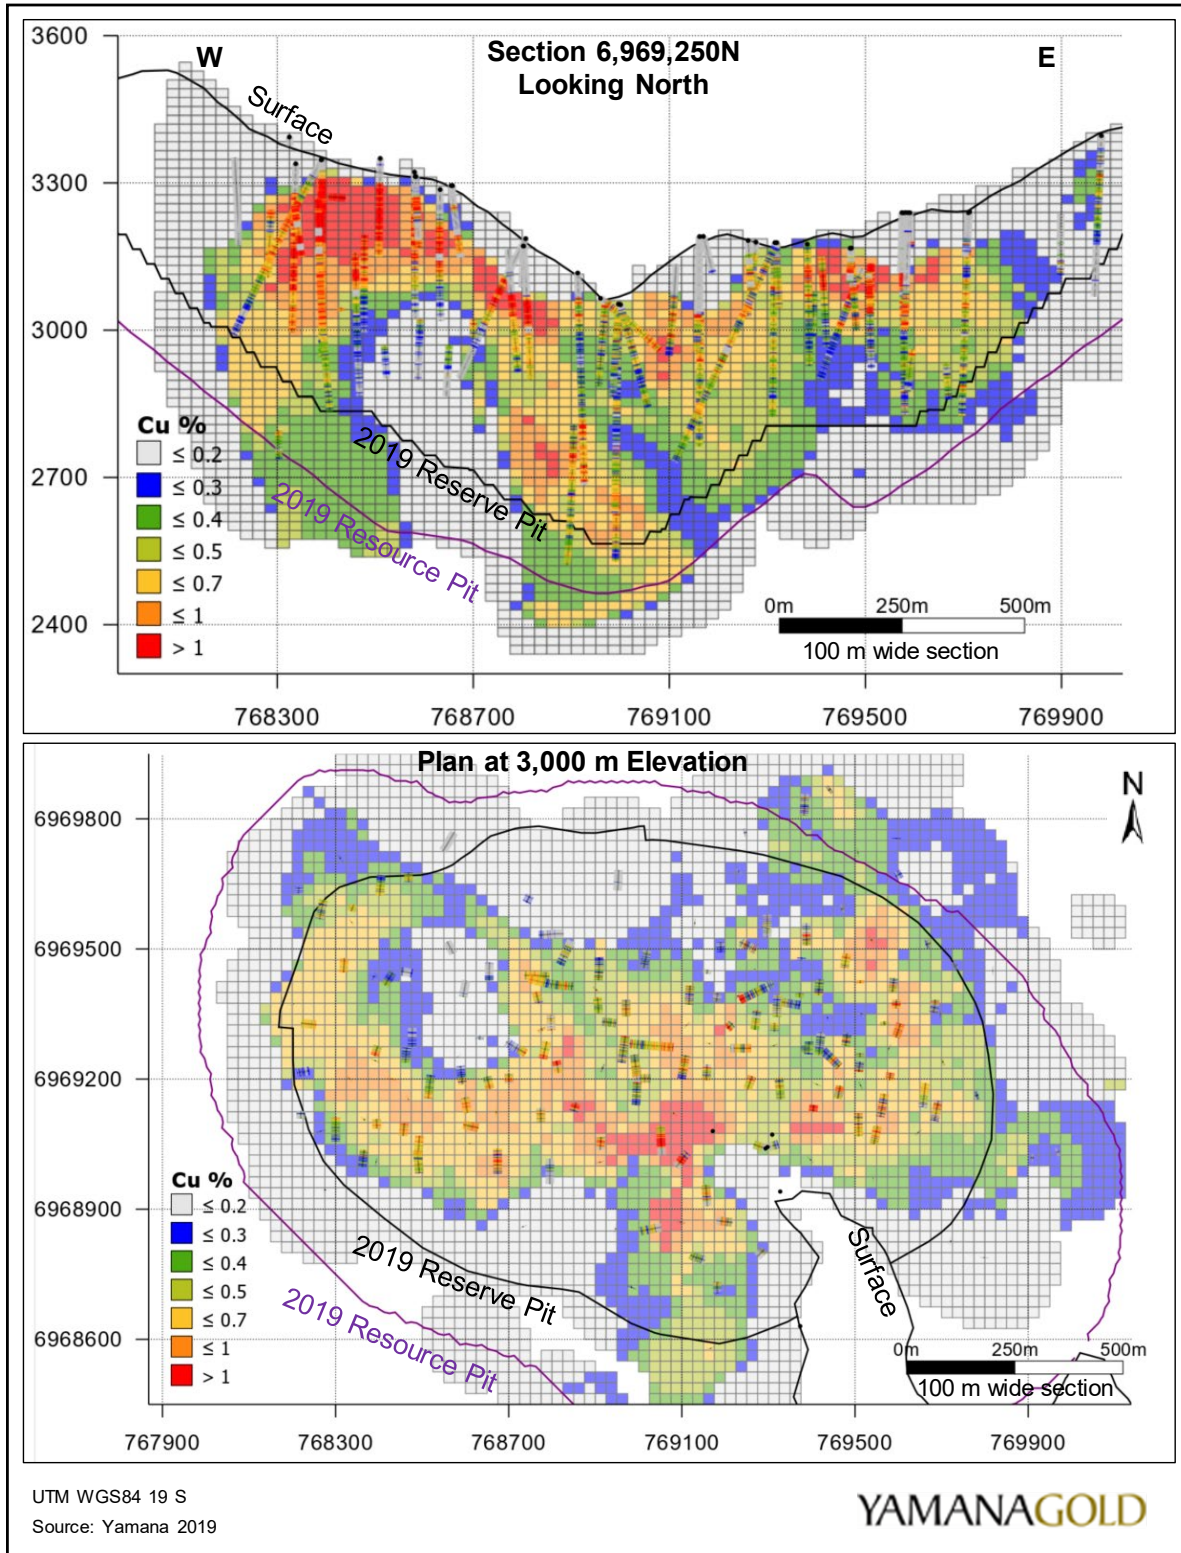 Section 6,969,250N
Looking North
W
E
3600
3300
3000
2700
2400
Surface
2019 Reserve Pit
2019 Resource Pit
Cu %
≤ 0.2
≤ 0.3
≤ 0.4
≤ 0.5
≤ 0.7
≤ 1
> 1
0m 250m 500m
100 m wide section
768300 768700 769100 769500 769900
Plan at 3,000 m Elevation
N
6969800
6969500
6969200
6968900
6968600
Cu %
≤ 0.2
≤ 0.3
≤ 0.4
≤ 0.5
≤ 0.7
≤ 1
> 1
2019 Reserve Pit
2019 Resource Pit
Surface
0m 250m 500m
100 m wide section
767900 768300 768700 769100 769500 769900
UTM WGS84 19 S
Source: Yamana 2019
YAMANAGOLD